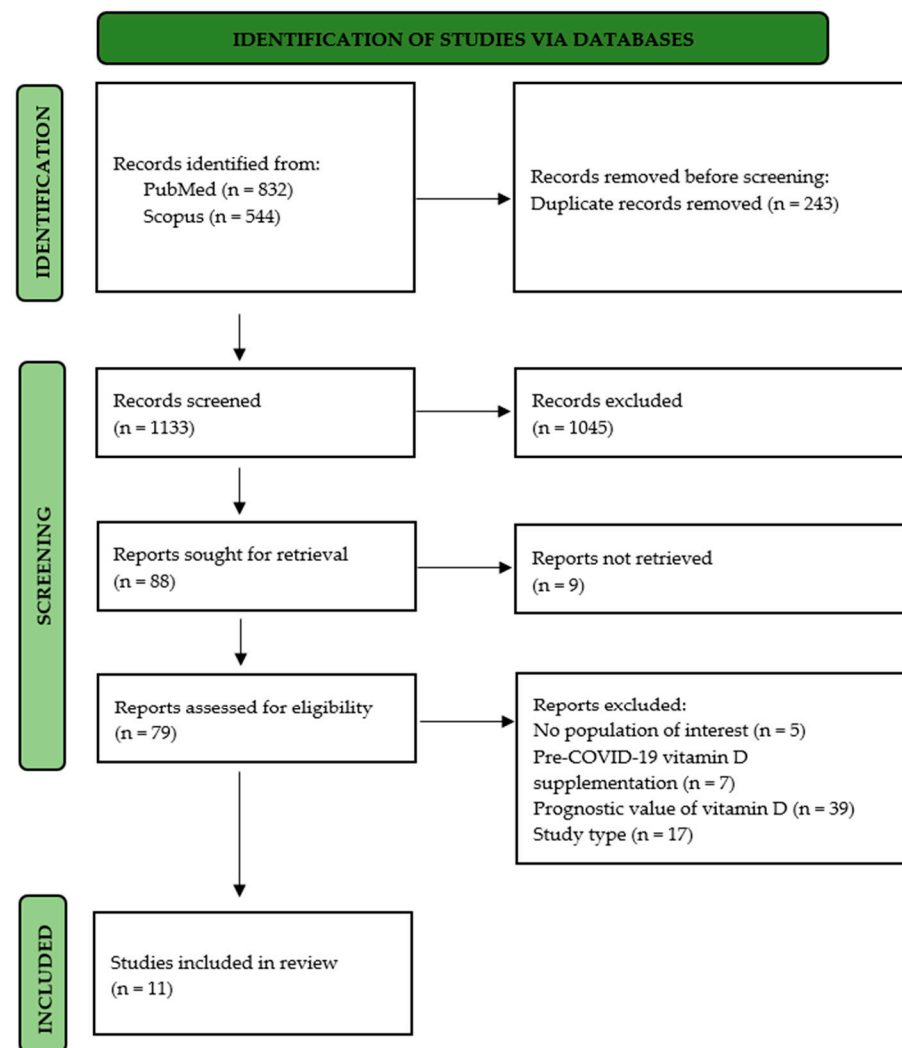 IDENTIFICATION OF STUDIES VIA DATABASES
IDENTIFICATION
Records identified from:
PubMed (n = 832)
Scopus (n = 544)
Records removed before screening:
Duplicate records removed (n = 243)
SCREENING
Records screened
(n = 1133)
Records excluded
(n = 1045)
Reports sought for retrieval
(n = 88)
Reports not retrieved
(n = 9)
Reports assessed for eligibility
(n = 79)
Reports excluded:
No population of interest (n = 5)
Pre-COVID-19 vitamin D
supplementation (n = 7)
Prognostic value of vitamin D (n = 39)
Study type (n = 17)
INCLUDED
Studies included in review
(n = 11)